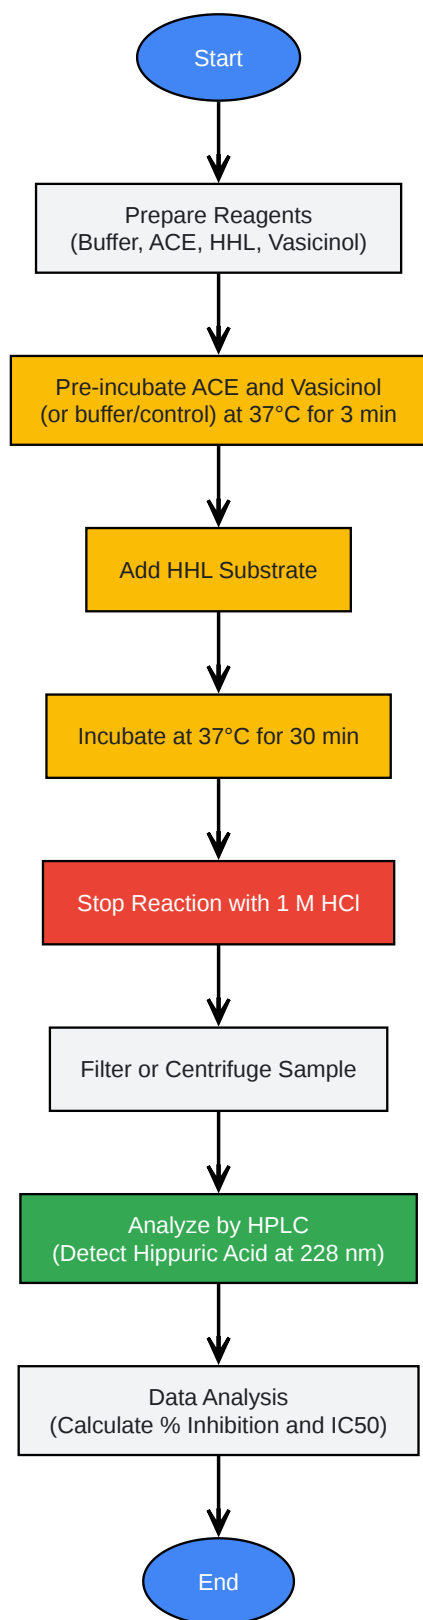 Start
Prepare Reagents
(Buffer, ACE, HHL, Vasicinol)
Pre-incubate ACE and Vasicinol
(or buffer/control) at 37°C for 3 min
Add HHL Substrate
Incubate at 37°C for 30 min
Stop Reaction with 1 M HCl
Filter or Centrifuge Sample
Analyze by HPLC
(Detect Hippuric Acid at 228 nm)
Data Analysis
(Calculate % Inhibition and IC50)
End